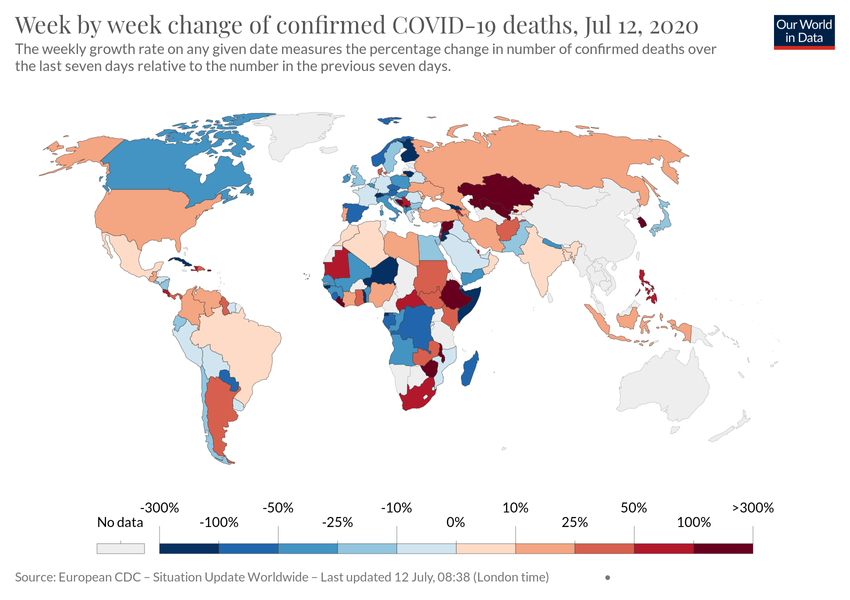 Week by week change of confirmed COVID-19 deaths, Jul 12, 2020
Our World
in Data
The weekly growth rate on any given date measures the percentage change in number of confirmed deaths over
the last seven days relative to the number in the previous seven days.
-300% -50% -10% 10% 50% >300%
No data -100% -25% 0% 25% 100%
Source: European CDC – Situation Update Worldwide – Last updated 12 July, 08:38 (London time) •